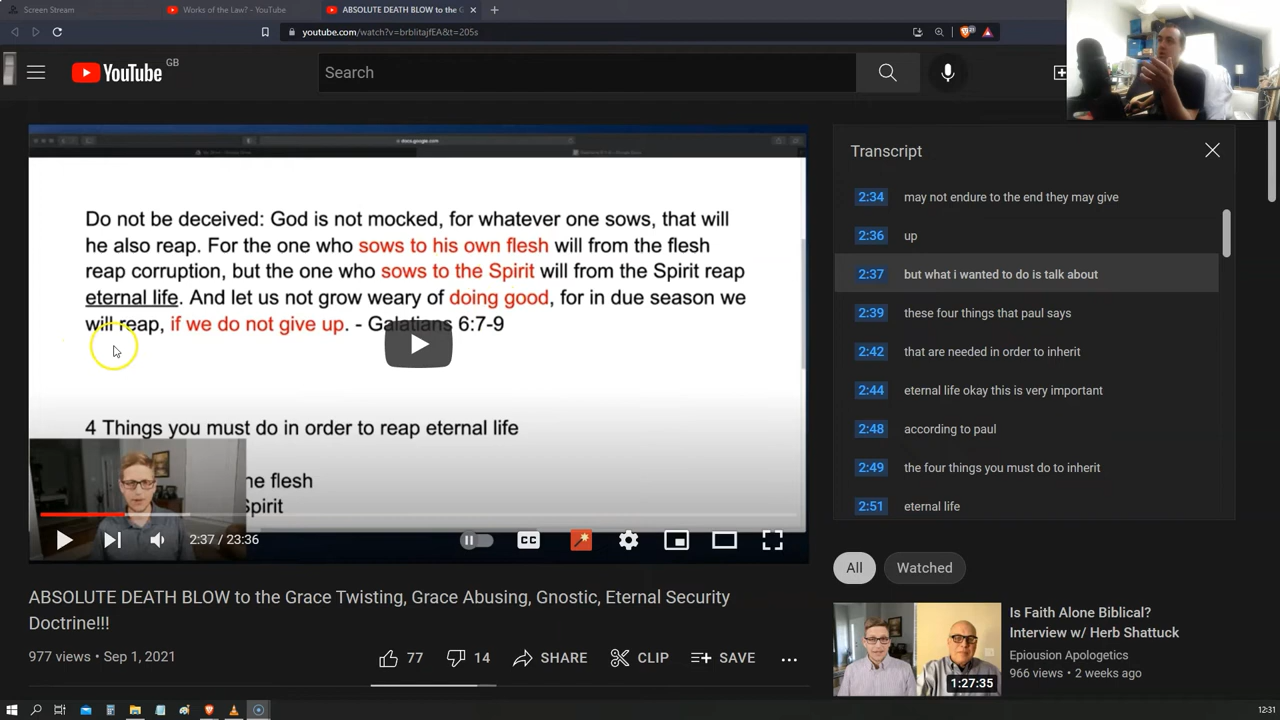 Screen Stream
Works of the Law? - YouTube
ABSOLUTE DEATH BLOW to the G
youtube.com/watch?v=brblitajfEA&t=205s
YouTube GB
Search
docs.google.com
Do not be deceived: God is not mocked, for whatever one sows, that will
he also reap. For the one who sows to his own flesh will from the flesh
reap corruption, but the one who sows to the Spirit will from the Spirit reap
eternal life. And let us not grow weary of doing good, for in due season we
will reap, if we do not give up. - Galatians 6:7-9
4 Things you must do in order to reap eternal life
he flesh
Spirit
2:37 / 23:36
CC
ABSOLUTE DEATH BLOW to the Grace Twisting, Grace Abusing, Gnostic, Eternal Security
Doctrine!!!
977 views • Sep 1, 2021
77
14
SHARE
CLIP
SAVE
Transcript
2:34 may not endure to the end they may give
2:36 up
2:37 but what i wanted to do is talk about
2:39 these four things that paul says
2:42 that are needed in order to inherit
2:44 eternal life okay this is very important
2:48 according to paul
2:49 the four things you must do to inherit
2:51 eternal life
All
Watched
Is Faith Alone Biblical?
Interview w/ Herb Shattuck
Epiousion Apologetics
966 views • 2 weeks ago
1:27:35
12:31